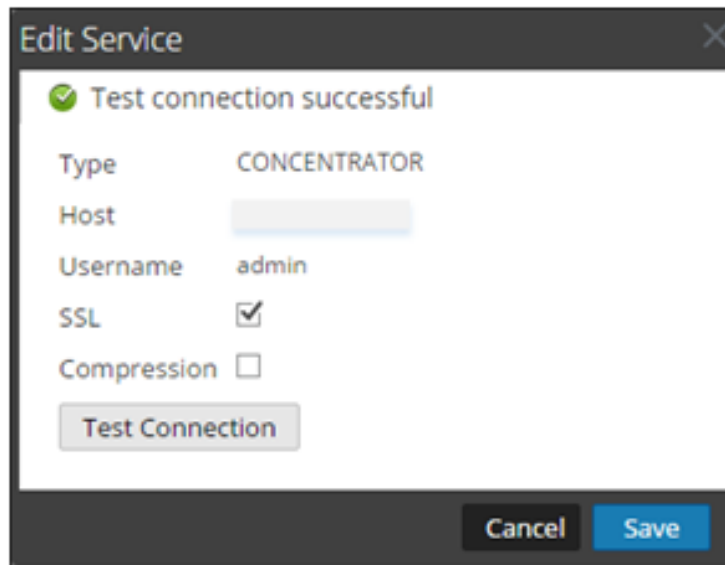 Edit Service
Test connection successful
Type CONCENTRATOR
Host
Username admin
SSL
Compression
Test Connection
Cancel Save